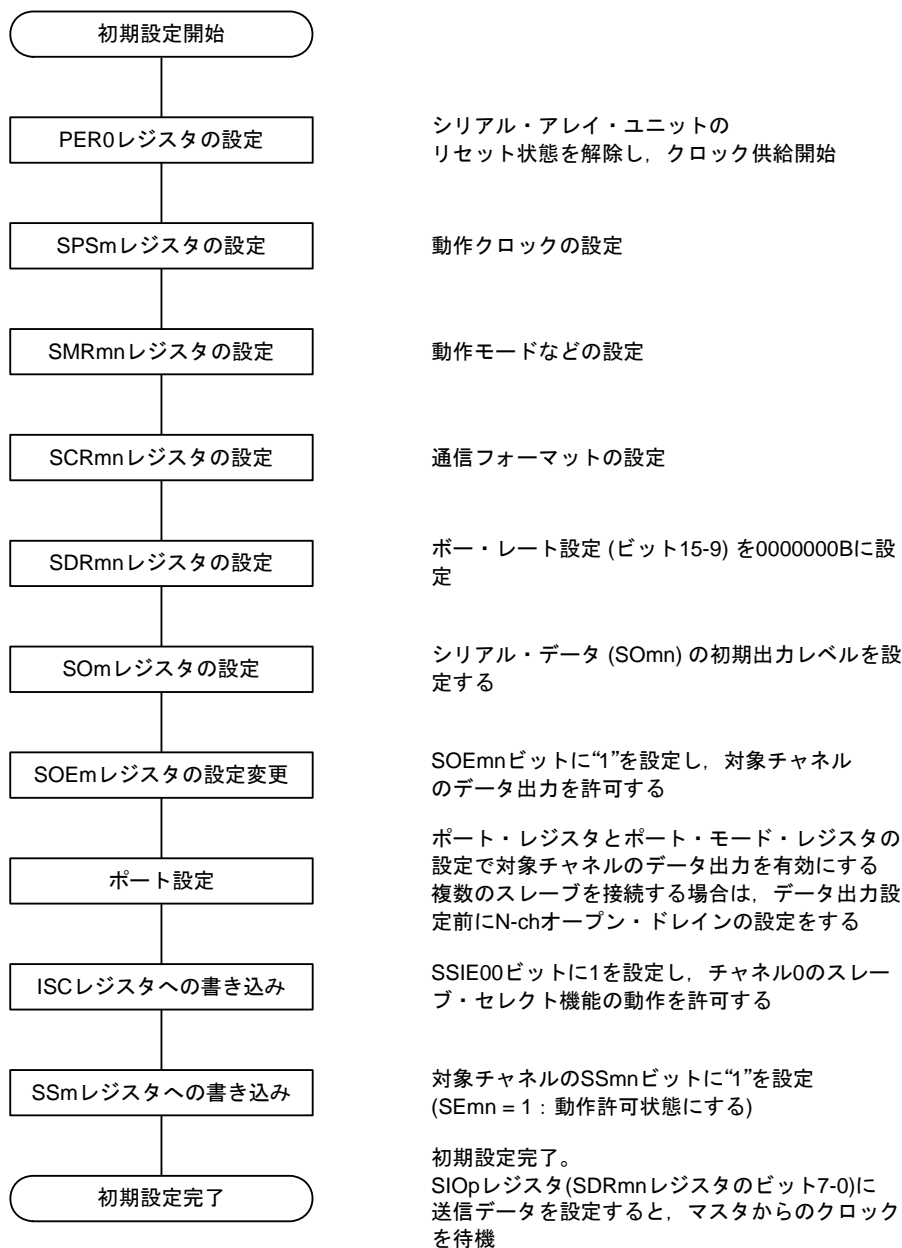 初期設定開始
PER0レジスタの設定
シリアル・アレイ・ユニットの
リセット状態を解除し，クロック供給開始
SPSmレジスタの設定
動作クロックの設定
SMRmnレジスタの設定
動作モードなどの設定
SCRmnレジスタの設定
通信フォーマットの設定
SDRmnレジスタの設定
ボー・レート設定 (ビット15-9) を0000000Bに設
定
SOmレジスタの設定
シリアル・データ (SOmn) の初期出力レベルを設
定する
SOEmレジスタの設定変更
SOEmnビットに“1”を設定し，対象チャネル
のデータ出力を許可する
ポート設定
ポート・レジスタとポート・モード・レジスタの
設定で対象チャネルのデータ出力を有効にする
複数のスレーブを接続する場合は，データ出力設
定前にN-chオープン・ドレインの設定をする
ISCレジスタへの書き込み
SSIE00ビットに1を設定し，チャネル0のスレー
ブ・セレクト機能の動作を許可する
SSmレジスタへの書き込み
対象チャネルのSSmnビットに“1”を設定
(SEmn = 1：動作許可状態にする)
初期設定完了
初期設定完了。
SIOpレジスタ(SDRmnレジスタのビット7-0)に
送信データを設定すると，マスタからのクロック
を待機